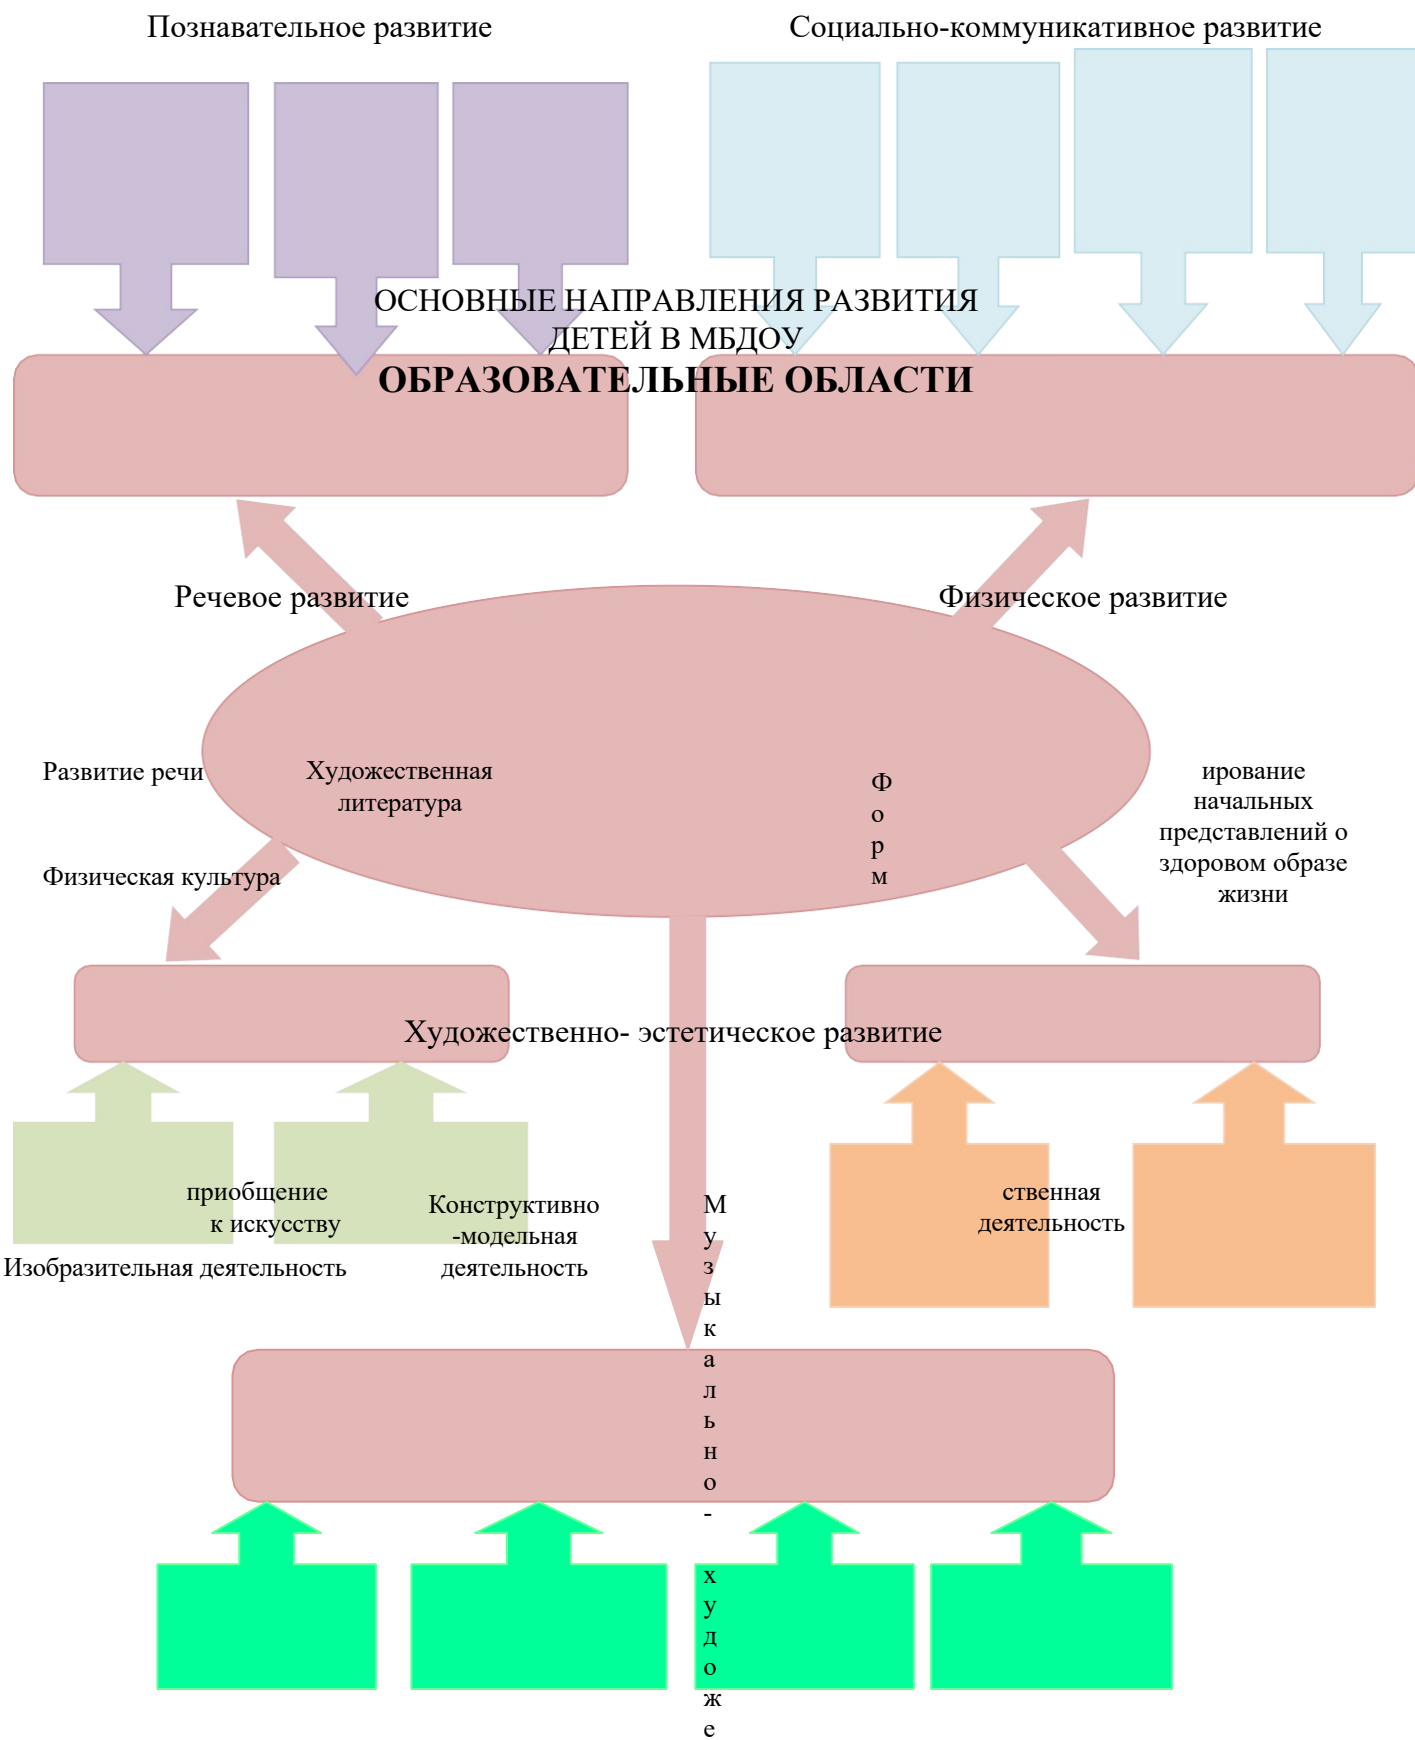 Познавательное развитие
Социально-коммуникативное развитие
ОСНОВНЫЕ НАПРАВЛЕНИЯ РАЗВИТИЯ
ДЕТЕЙ В МБДОУ
ОБРАЗОВАТЕЛЬНЫЕ ОБЛАСТИ
Речевое развитие
Физическое развитие
Развитие речи
Художественная
литература
Ф
о
р
м
ирование
начальных
представлений о
здоровом образе
жизни
Физическая культура
Художественно- эстетическое развитие
приобщение
к искусству
Изобразительная деятельность
Конструктивно
-модельная
деятельность
М
у
з
ы
к
а
л
ь
н
о
-
х
у
д
о
ж
е
ственная
деятельность